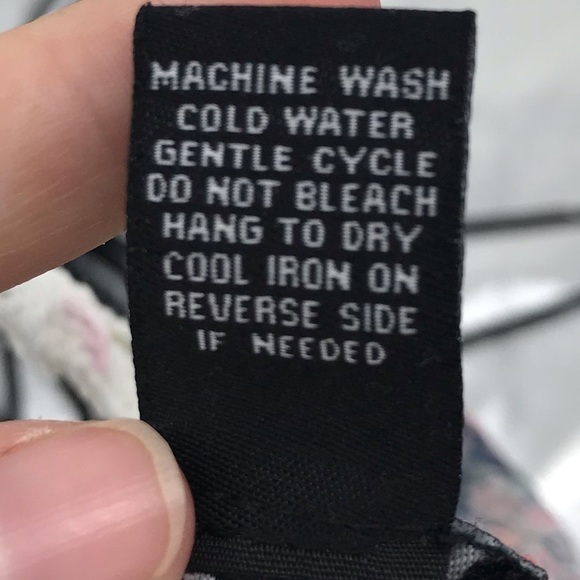 MACHINE WASH
COLD WATER
GENTLE CYCLE
DO NOT BLEACH
HANG TO DRY
COOL IRON ON
REVERSE SIDE
IF NEEDED